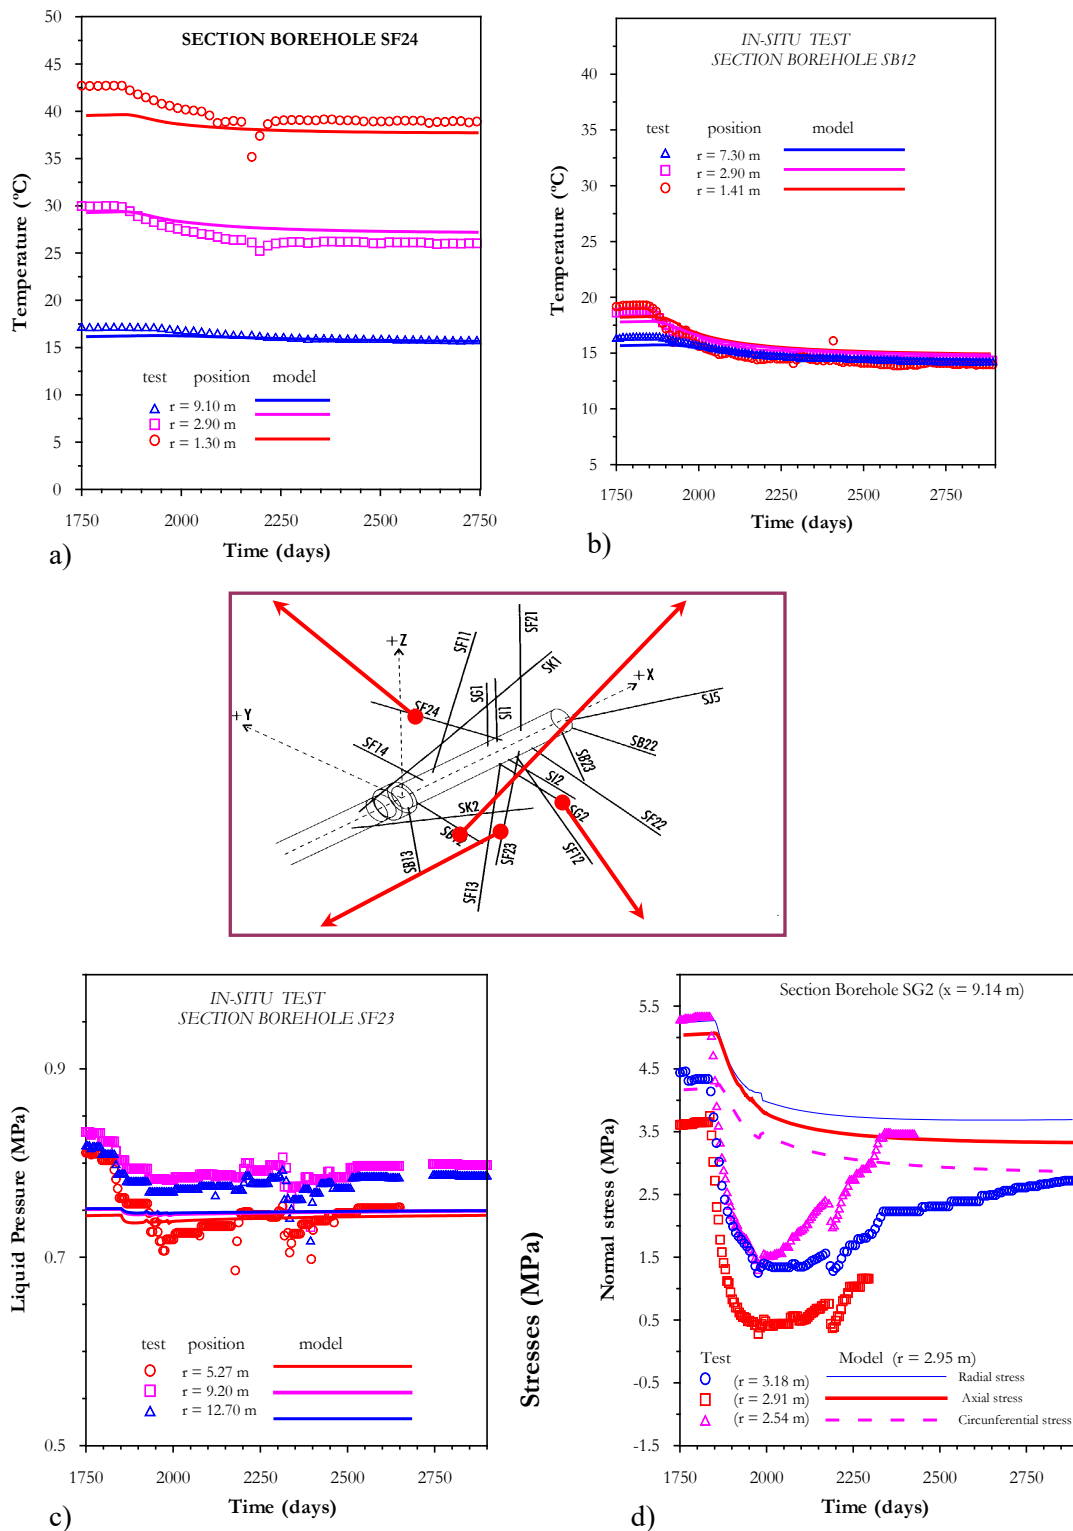 SECTION BOREHOLE SF24
50
45
40
35
30
25
20
15
10
5
0
Temperature (ºC)
test position model
r = 9.10 m
r = 2.90 m
r = 1.30 m
1750 2000 2250 2500 2750
Time (days)
a)
IN-SITU TEST
SECTION BOREHOLE SB12
40
35
30
25
20
15
10
5
Temperature (ºC)
test position model
r = 7.30 m
r = 2.90 m
r = 1.41 m
1750 2000 2250 2500 2750
Time (days)
b)
+Z
+Y
+X
SF11
SF21
SK1
SG1
SI1
SF24
SF14
SJ5
SB22
SB23
SI2
SG2
SF22
SF12
SK2
SB12
SB13
SF23
SF13
IN-SITU TEST
SECTION BOREHOLE SF23
0.9
0.7
0.5
Liquid Pressure (MPa)
test position model
r = 5.27 m
r = 9.20 m
r = 12.70 m
1750 2000 2250 2500 2750
Time (days)
c)
Stresses (MPa)
Section Borehole SG2 (x = 9.14 m)
5.5
4.5
3.5
2.5
1.5
0.5
-0.5
-1.5
Normal stress (MPa)
Test Model (r = 2.95 m)
(r = 3.18 m) Radial stress
(r = 2.91 m) Axial stress
(r = 2.54 m) Circunferential stress
1750 2000 2250 2500 2750
Time (days)
d)